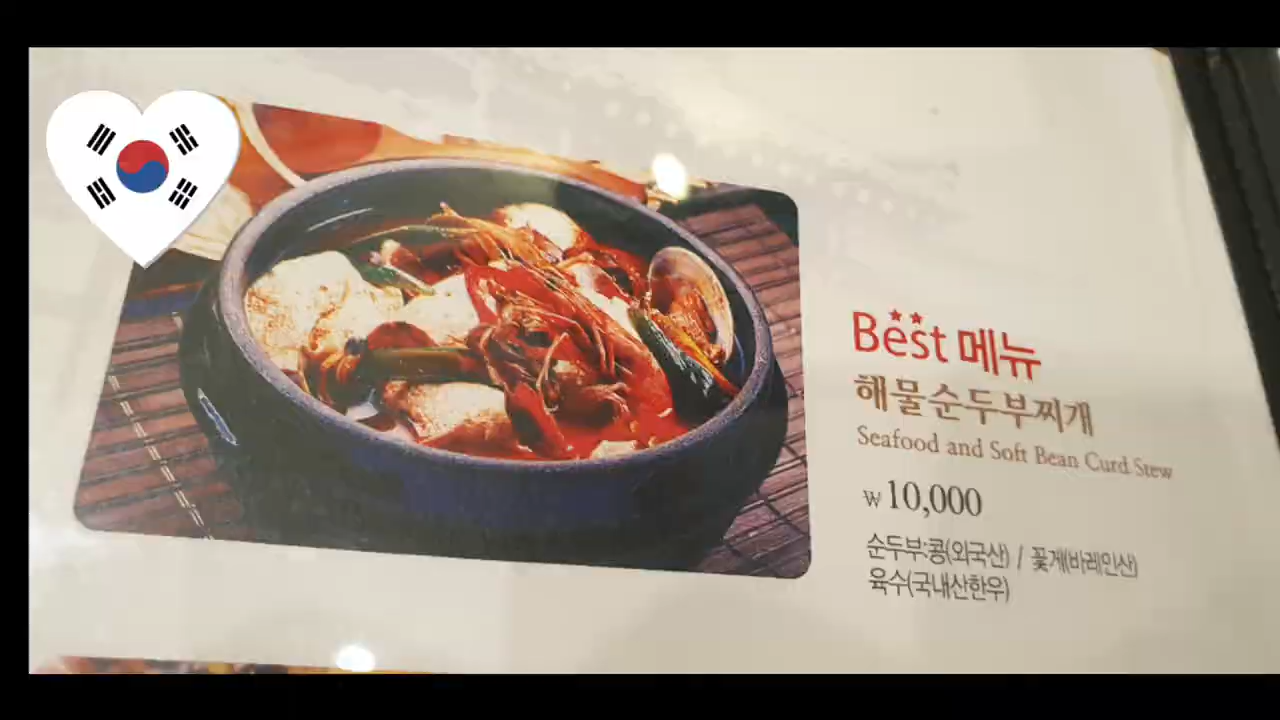 Best 메뉴
해물순두부찌개
Seafood and Soft Bean Curd Stew
₩10,000
순두부:콩(외국산) / 꽃게(바레인산)
육수(국내산한우)